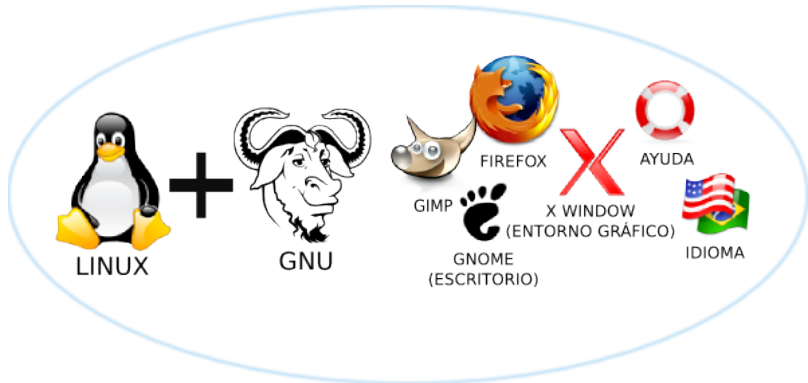 LINUX
GNU
GIMP
FIREFOX
GNOME
(ESCRITORIO)
X WINDOW
(ENTORNO GRÁFICO)
AYUDA
IDIOMA